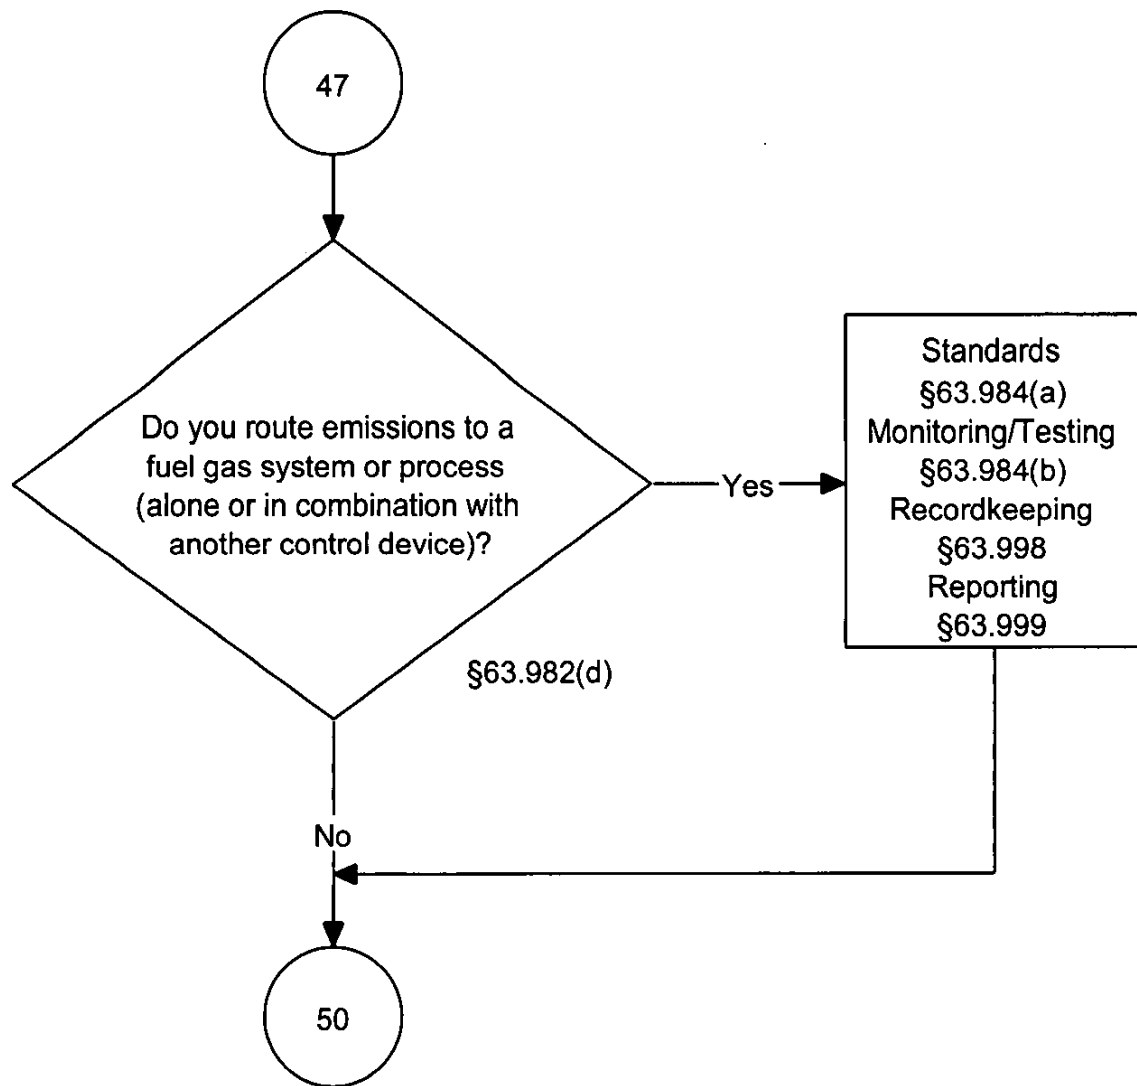 47
Do you route emissions to a
fuel gas system or process
(alone or in combination with
another control device)?
Yes
Standards
§63.984(a)
Monitoring/Testing
§63.984(b)
Recordkeeping
§63.998
Reporting
§63.999
§63.982(d)
No
50